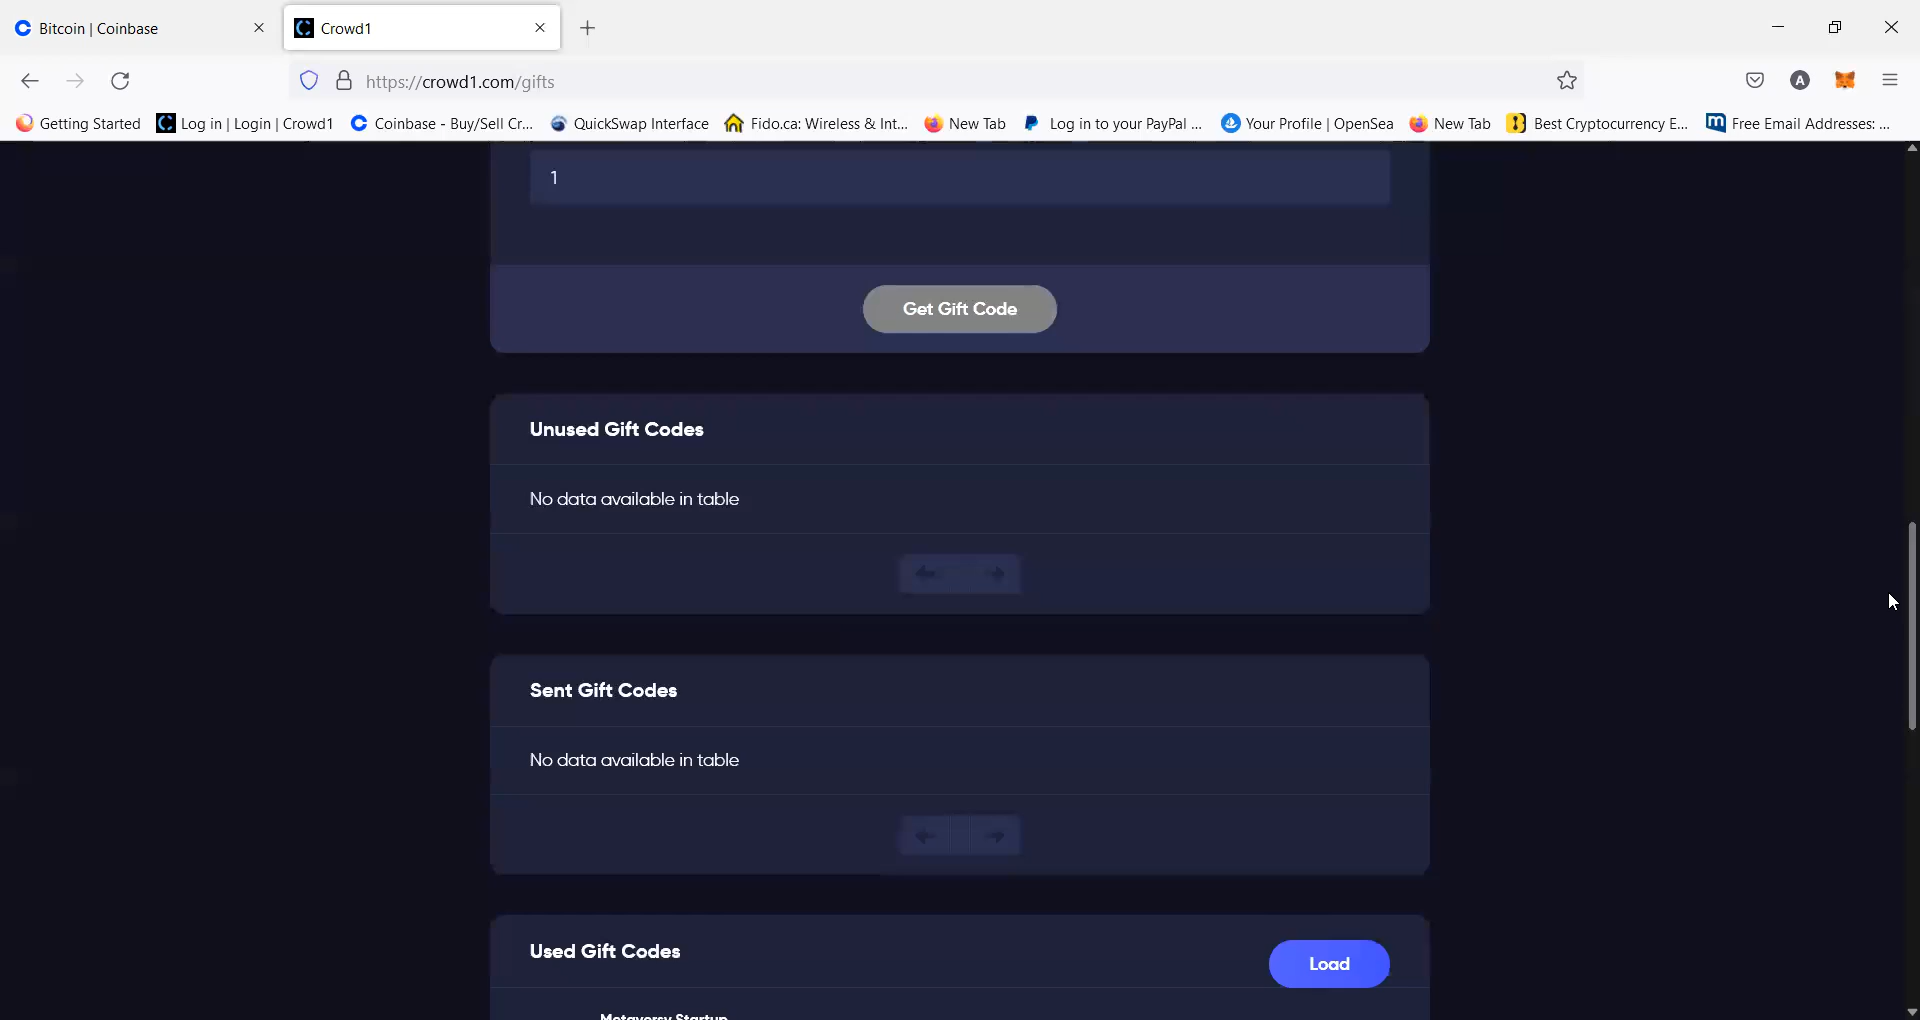 Bitcoin | Coinbase
Crowd1
https://crowd1.com/gifts
A
Getting Started
Log in | Login | Crowd1
Coinbase - Buy/Sell Cr...
QuickSwap Interface
Fido.ca: Wireless & Int...
New Tab
Log in to your PayPal ...
Your Profile | OpenSea
New Tab
Best Cryptocurrency E...
Free Email Addresses: ...
1
Get Gift Code
Unused Gift Codes
No data available in table
Sent Gift Codes
No data available in table
Used Gift Codes
Load
Metaversy Startup